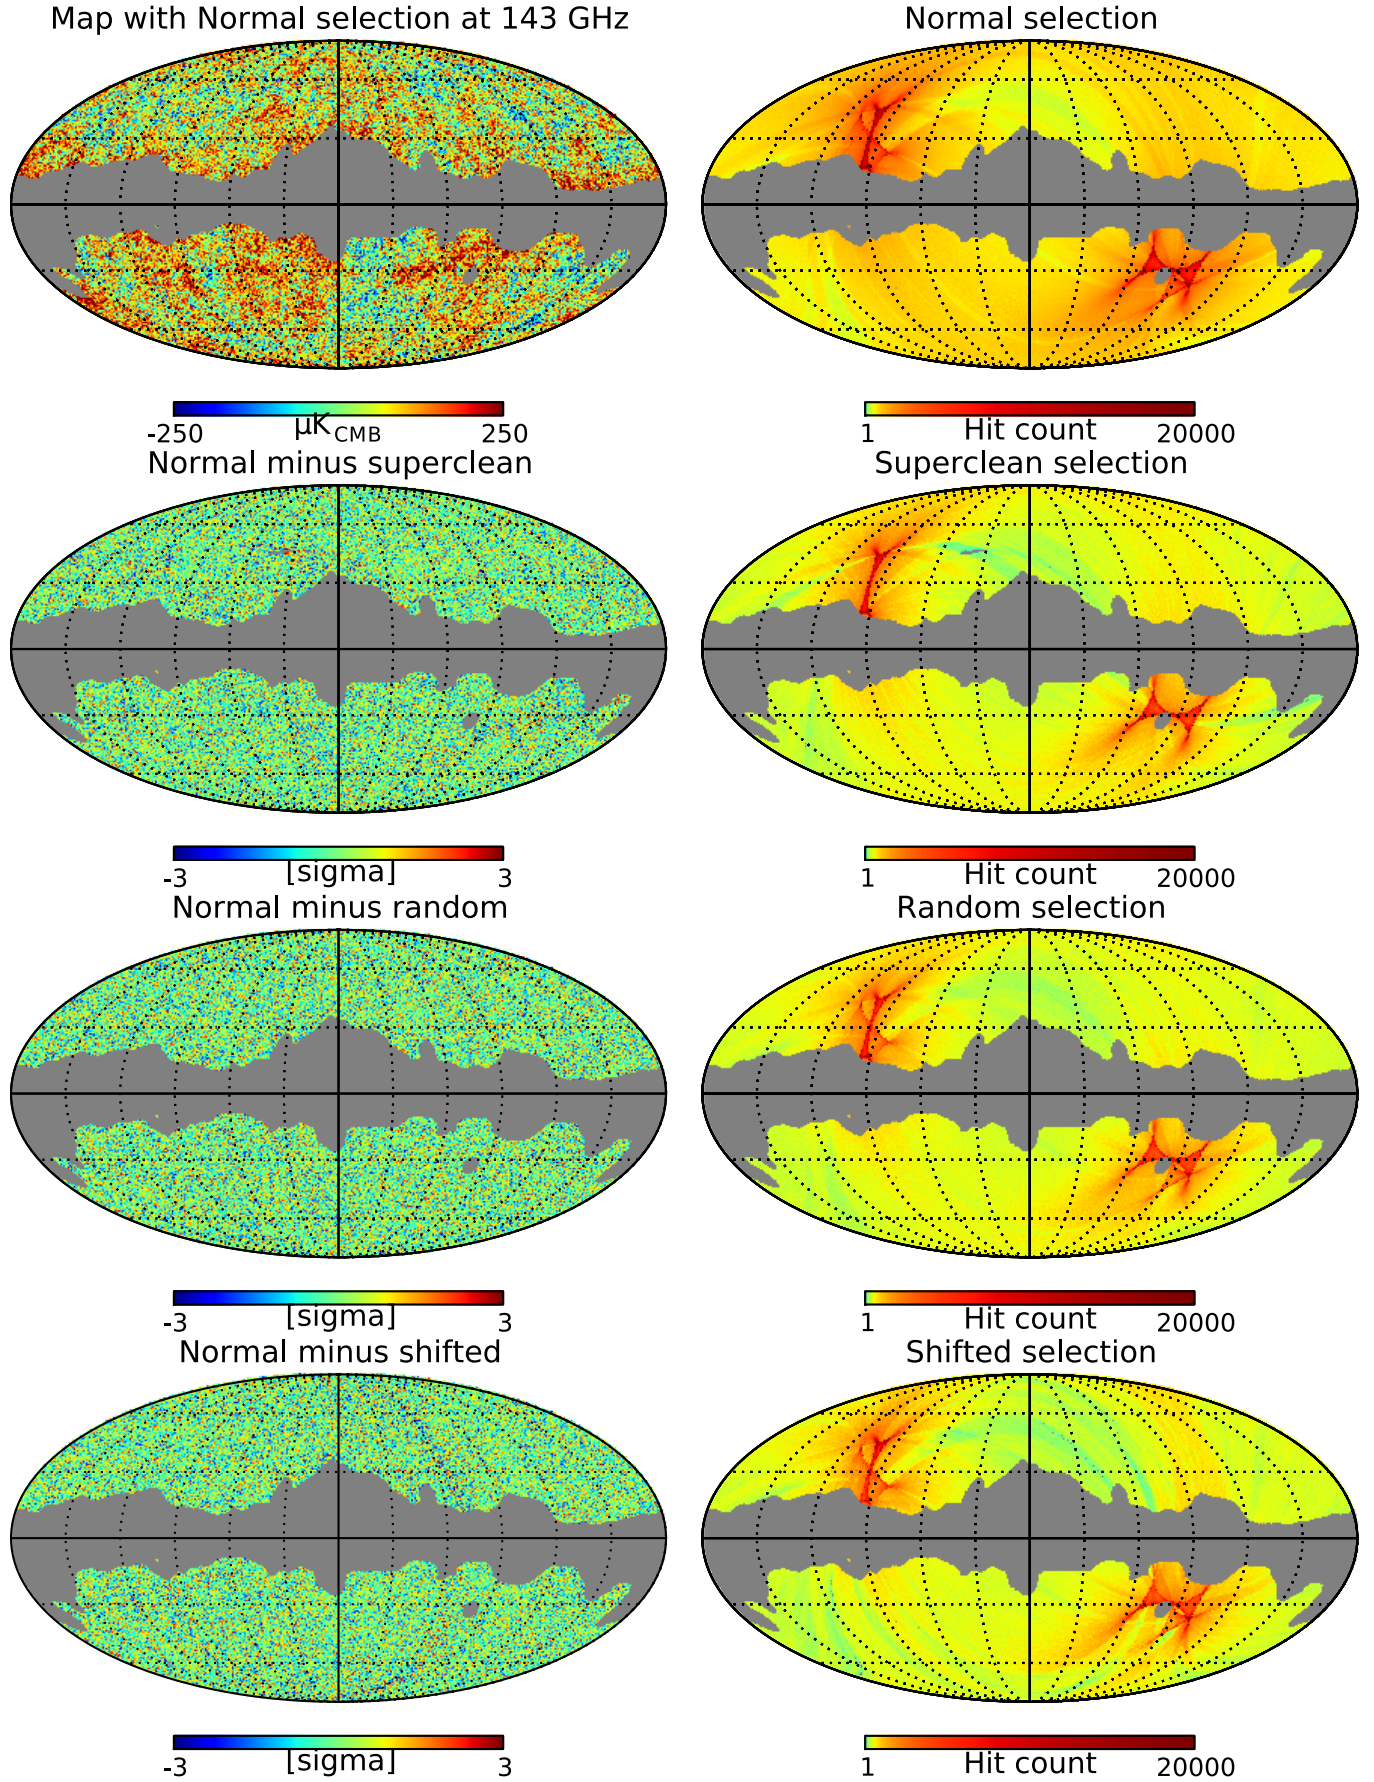 Map with Normal selection at 143 GHz
Normal selection
-250 μK_CMB 250
1 Hit count 20000
Normal minus superclean
Superclean selection
-3 [sigma] 3
1 Hit count 20000
Normal minus random
Random selection
-3 [sigma] 3
1 Hit count 20000
Normal minus shifted
Shifted selection
-3 [sigma] 3
1 Hit count 20000